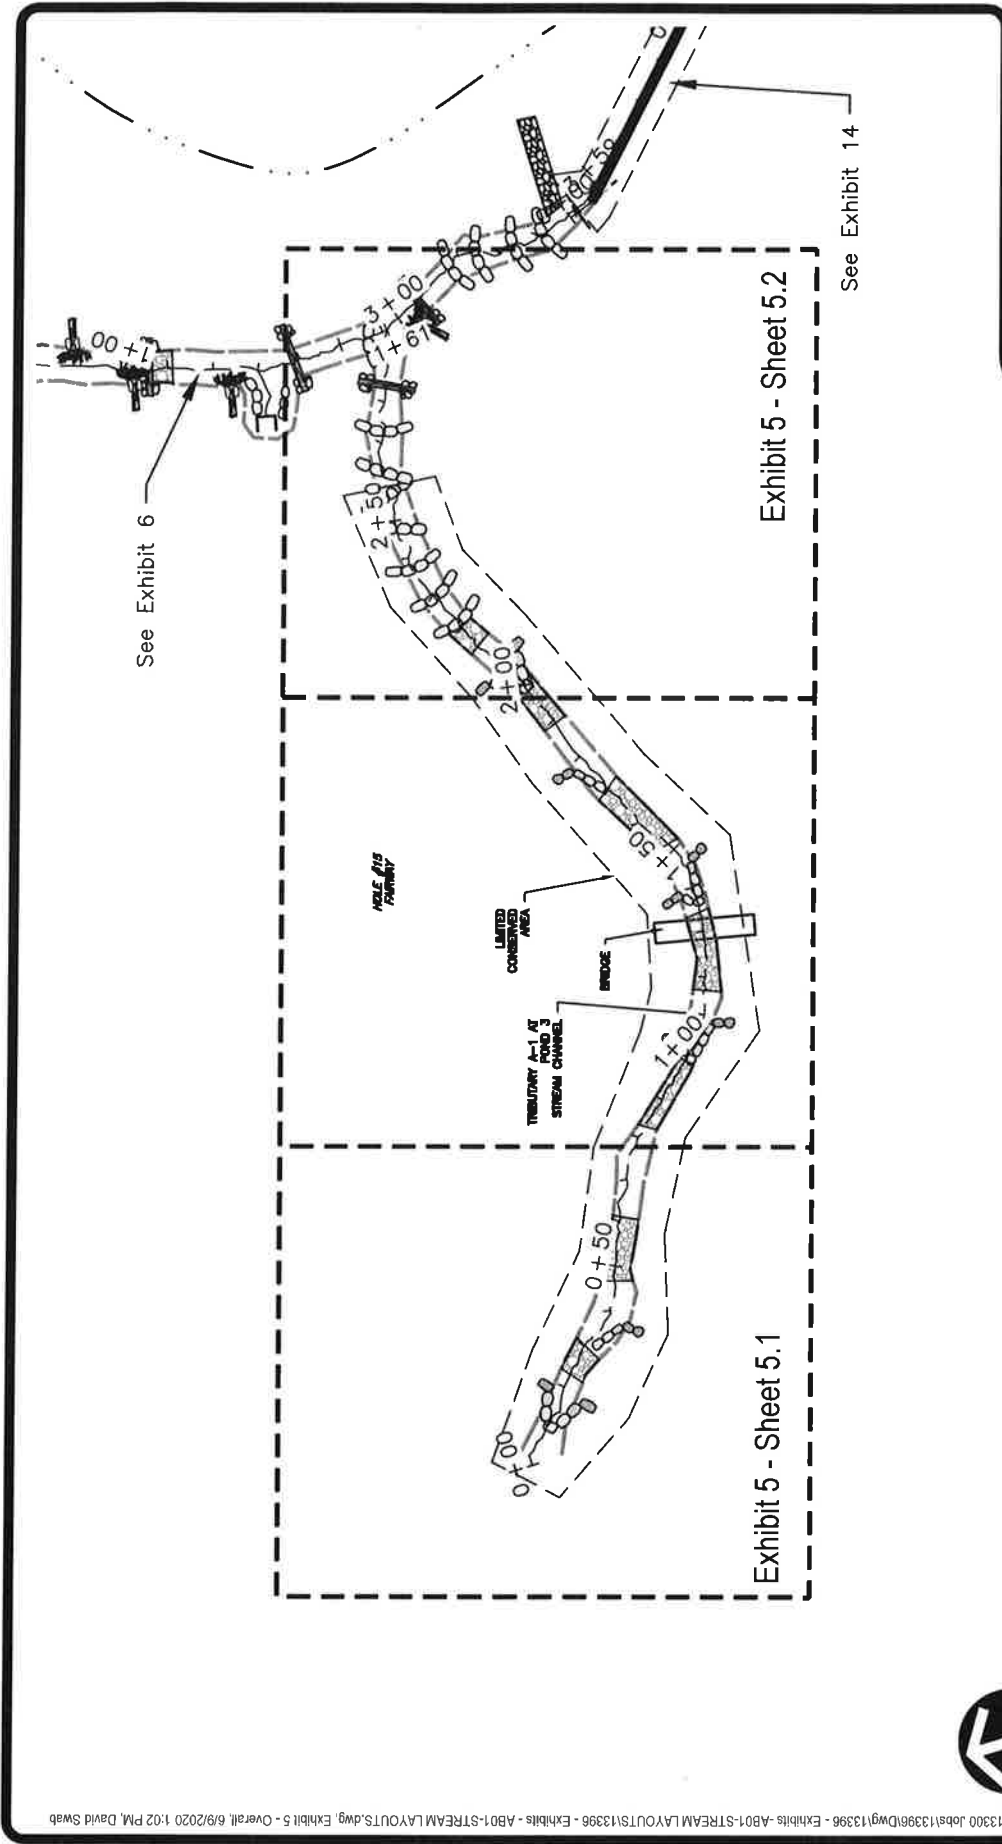 See Exhibit 6
See Exhibit 14
Exhibit 5 - Sheet 5.2
Exhibit 5 - Sheet 5.1
HOLE #15
FAIRWAY
LIMITED
CONSERVED
AREA
BRIDGE
TRIBUTARY A-1 AT
POND 3
STREAM CHANNEL
0+00
0+50
1+00
1+50
2+00
2+50
3+00
1+61
1+00
3300 Jobs\13396\Dwg\13396 - Exhibits -AB01-STREAM LAYOUTS\13396 - Exhibits - AB01-STREAM LAYOUTS.dwg, Exhibit 5 - Overall, 6/9/2020 1:02 PM, David Swab